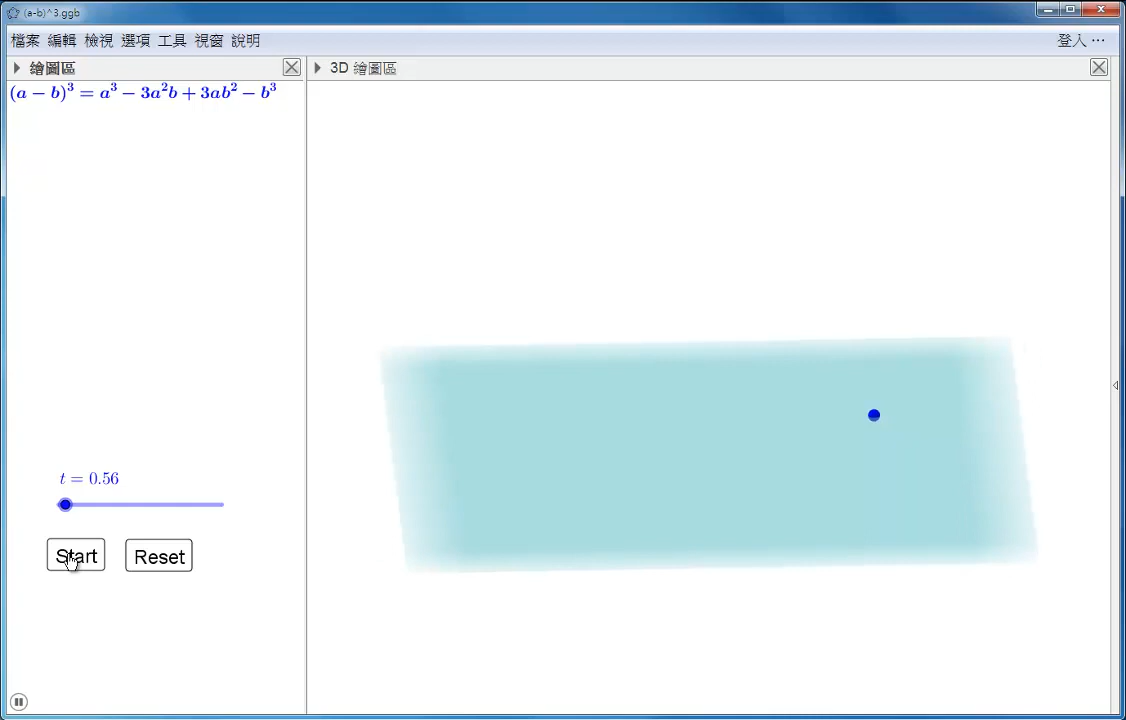 (a-b)^3.ggb
檔案 編輯 檢視 選項 工具 視窗 說明 登入 ...
繪圖區
3D 繪圖區
(a − b)³ = a³ − 3a²b + 3ab² − b³
t = 0.56
Start Reset